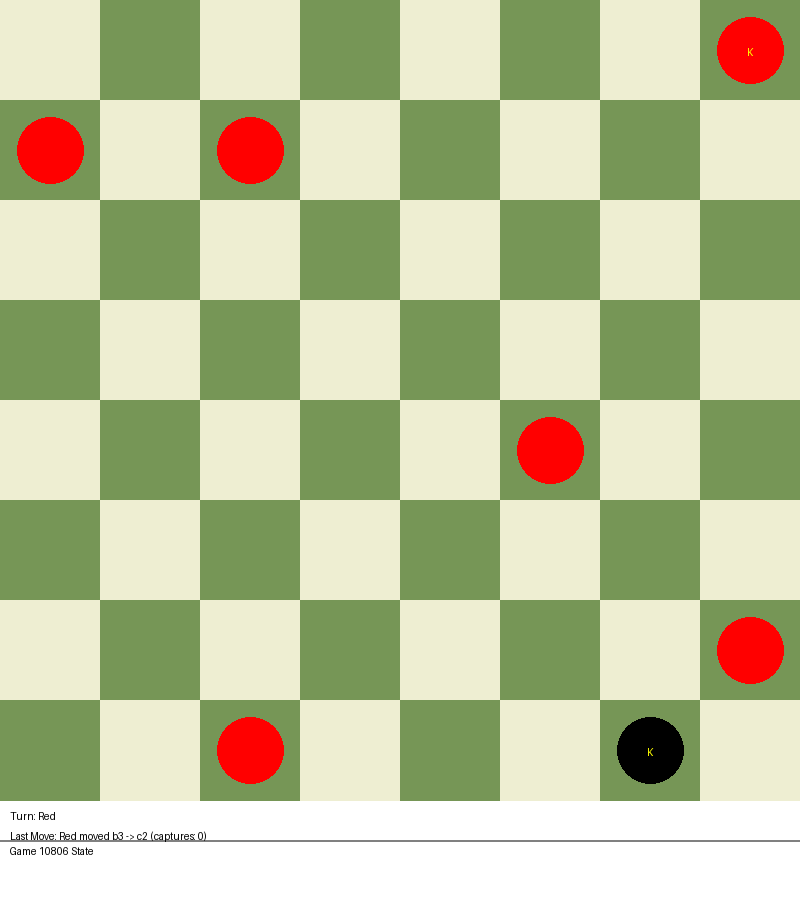 K
K
Turn: Red
Last Move: Red moved b3 -> c2 (captures: 0)
Game 10806 State